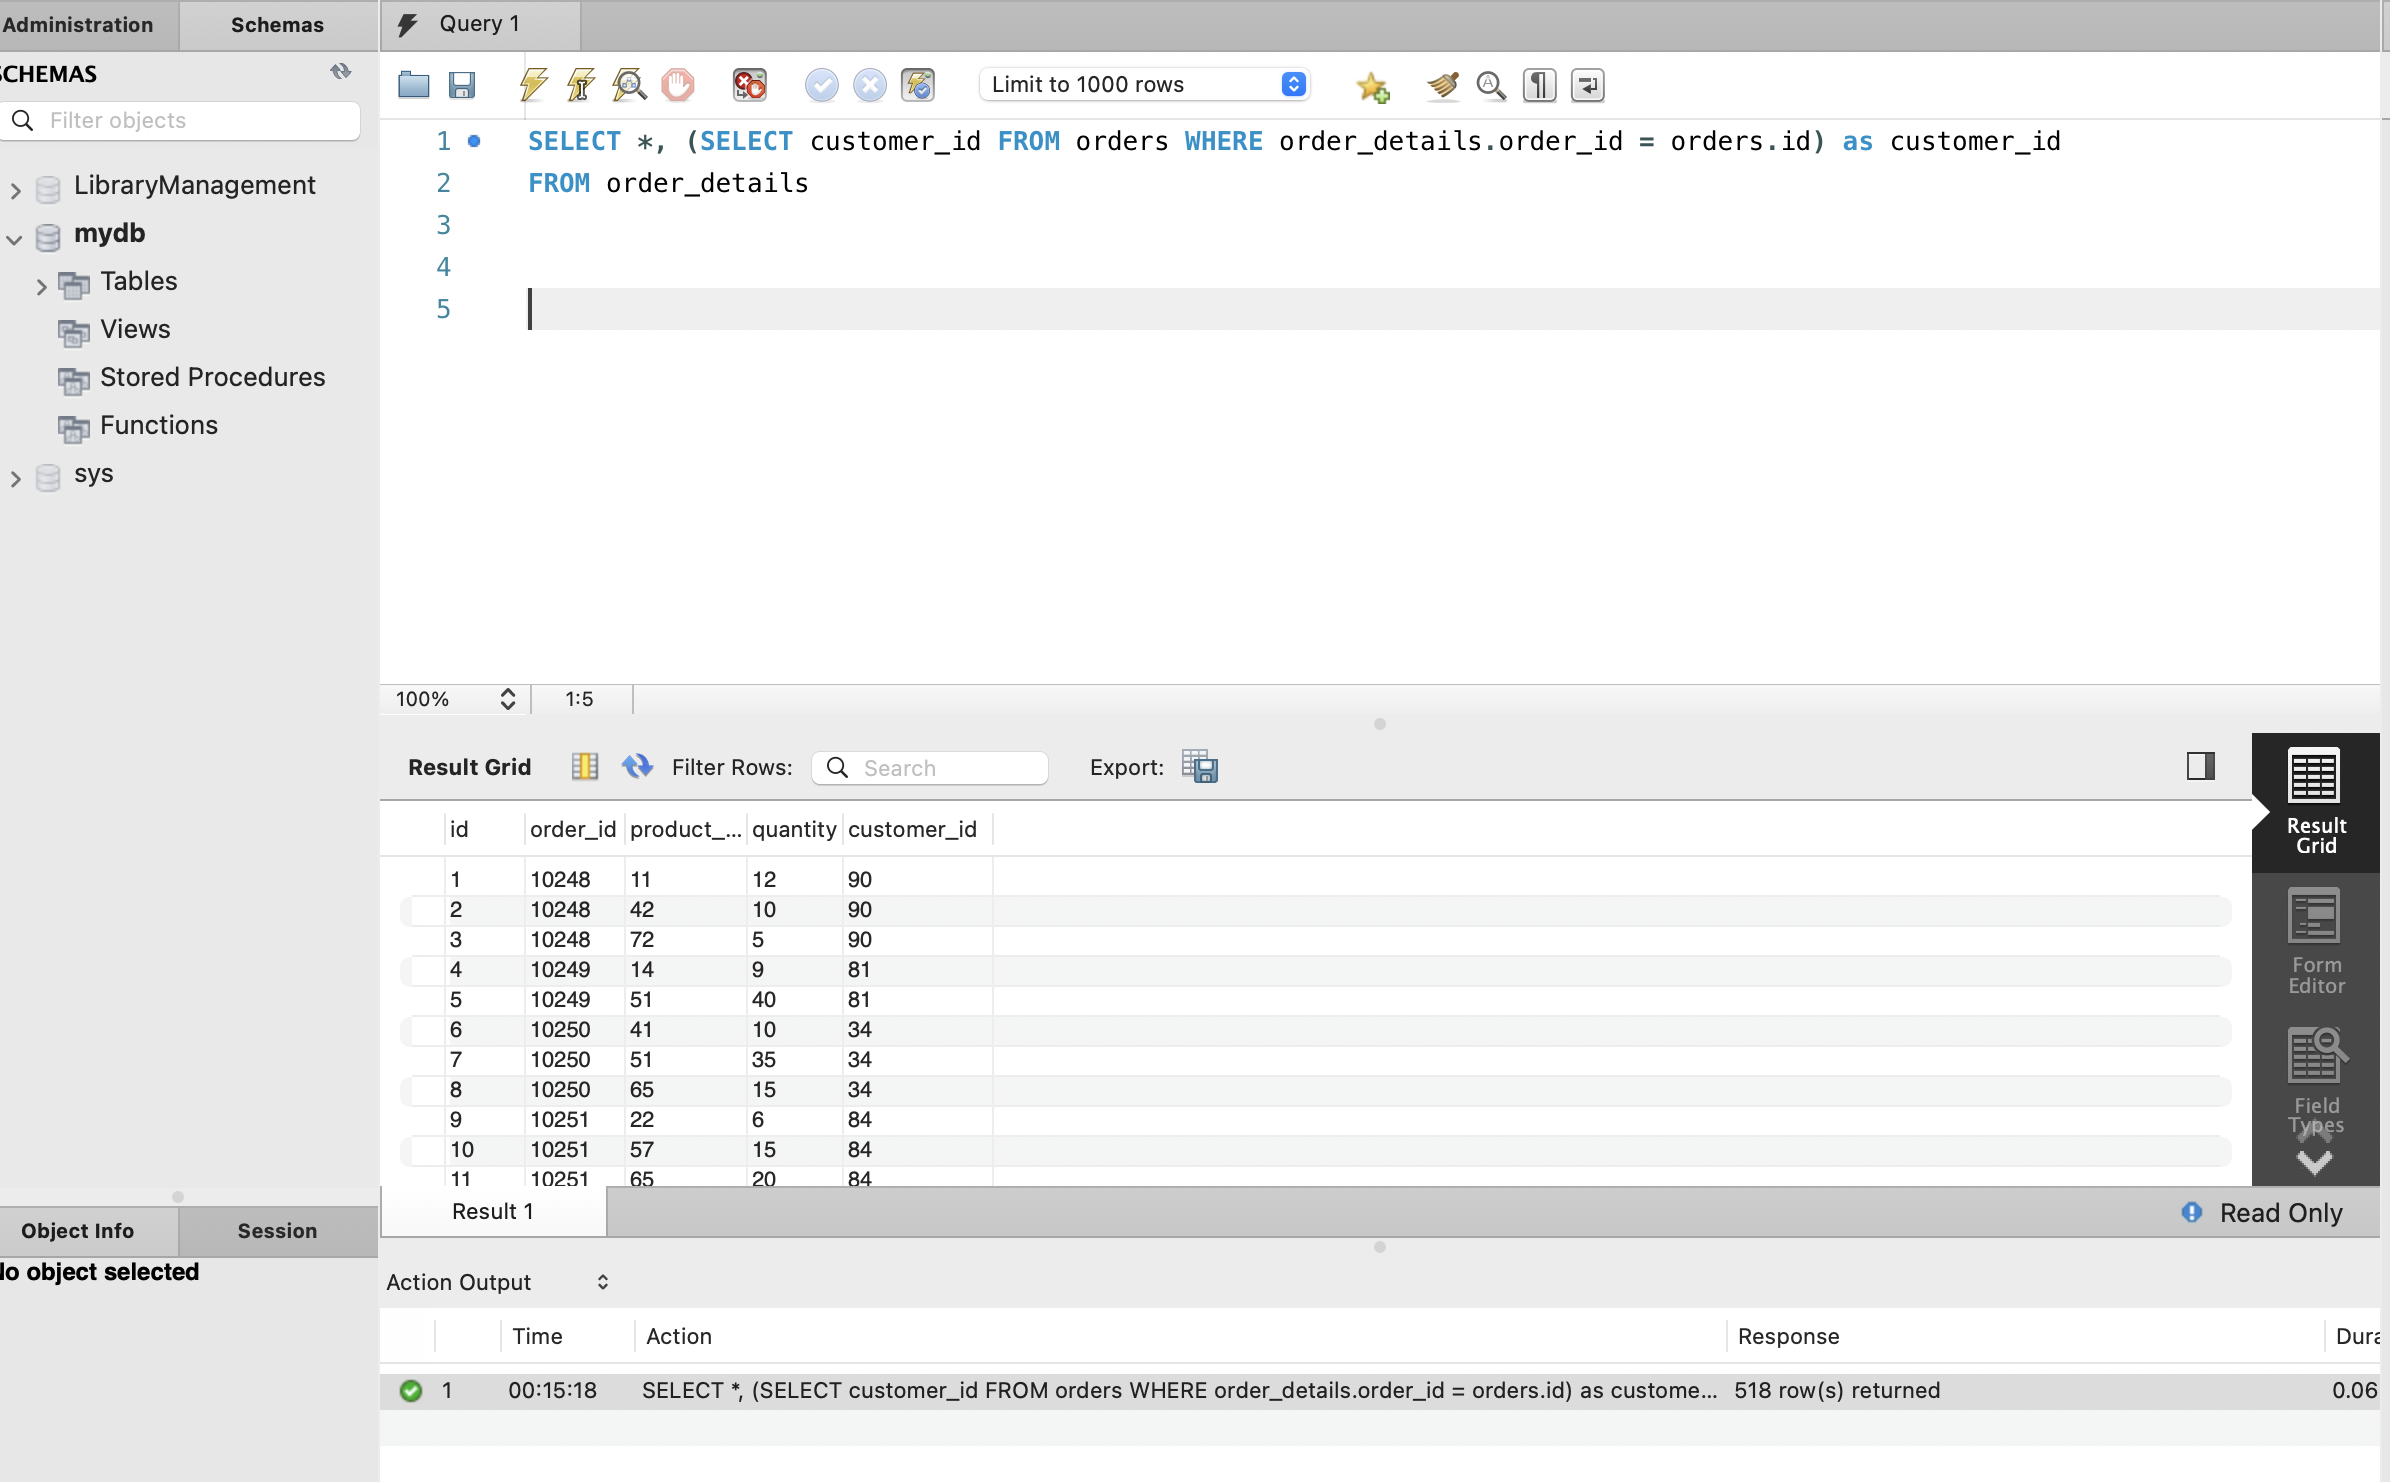 Administration
Schemas
Query 1
SCHEMAS
Filter objects
LibraryManagement
mydb
Tables
Views
Stored Procedures
Functions
sys
Limit to 1000 rows
1 SELECT *, (SELECT customer_id FROM orders WHERE order_details.order_id = orders.id) as customer_id
2 FROM order_details
3
4
5
100%
1:5
Result Grid
Filter Rows:
Search
Export:
id order_id product_... quantity customer_id
1 10248 11 12 90
2 10248 42 10 90
3 10248 72 5 90
4 10249 14 9 81
5 10249 51 40 81
6 10250 41 10 34
7 10250 51 35 34
8 10250 65 15 34
9 10251 22 6 84
10 10251 57 15 84
11 10251 65 20 84
Result
Grid
Form
Editor
Field
Types
Result 1
Read Only
Object Info
Session
No object selected
Action Output
Time Action Response Dura
1 00:15:18 SELECT *, (SELECT customer_id FROM orders WHERE order_details.order_id = orders.id) as custome... 518 row(s) returned 0.06